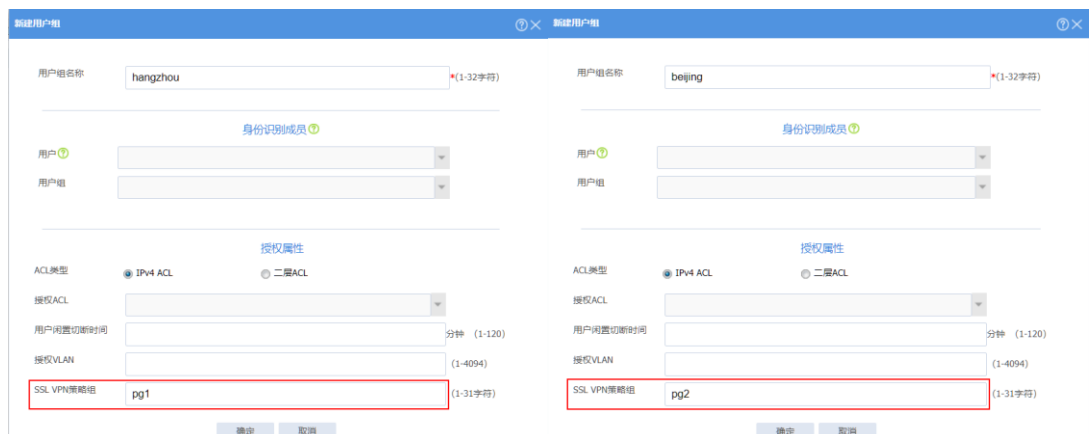 新建用户组
用户组名称 hangzhou *(1-32字符)
身份识别成员
用户
用户组
授权属性
ACL类型 IPv4 ACL 二层ACL
授权ACL
用户闲置切断时间 分钟 (1-120)
授权VLAN (1-4094)
SSL VPN策略组 pg1 (1-31字符)
确定 取消
新建用户组
用户组名称 beijing *(1-32字符)
身份识别成员
用户
用户组
授权属性
ACL类型 IPv4 ACL 二层ACL
授权ACL
用户闲置切断时间 分钟 (1-120)
授权VLAN (1-4094)
SSL VPN策略组 pg2 (1-31字符)
确定 取消